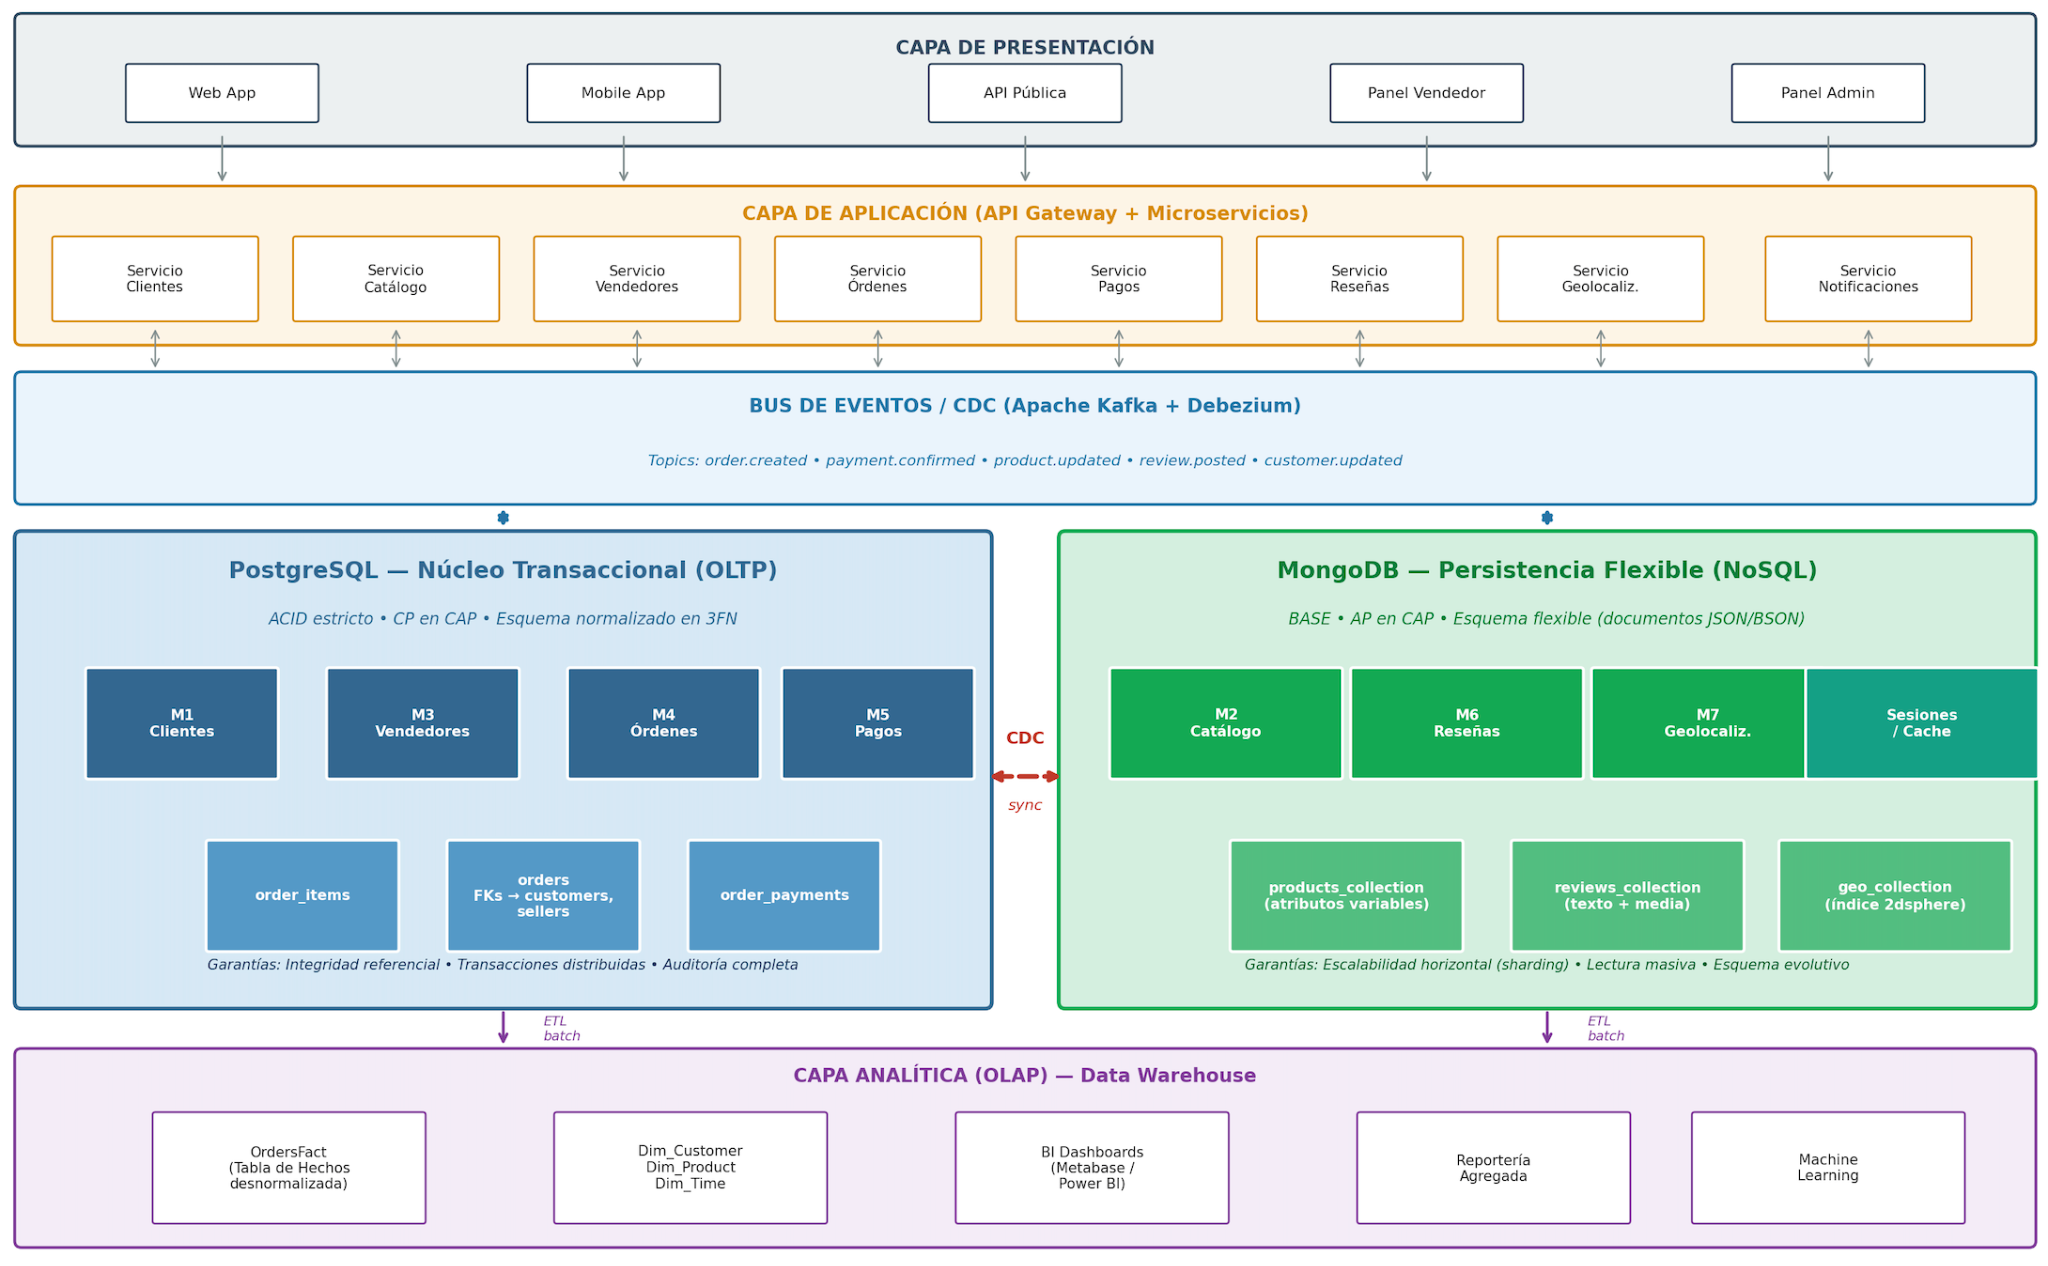 CAPA DE PRESENTACIÓN
Web App
Mobile App
API Pública
Panel Vendedor
Panel Admin
CAPA DE APLICACIÓN (API Gateway + Microservicios)
Servicio
Clientes
Servicio
Catálogo
Servicio
Vendedores
Servicio
Órdenes
Servicio
Pagos
Servicio
Reseñas
Servicio
Geolocaliz.
Servicio
Notificaciones
BUS DE EVENTOS / CDC (Apache Kafka + Debezium)
Topics: order.created • payment.confirmed • product.updated • review.posted • customer.updated
PostgreSQL — Núcleo Transaccional (OLTP)
ACID estricto • CP en CAP • Esquema normalizado en 3FN
M1
Clientes
M3
Vendedores
M4
Órdenes
M5
Pagos
order_items
orders
FKs → customers,
sellers
order_payments
Garantías: Integridad referencial • Transacciones distribuidas • Auditoría completa
CDC
sync
MongoDB — Persistencia Flexible (NoSQL)
BASE • AP en CAP • Esquema flexible (documentos JSON/BSON)
M2
Catálogo
M6
Reseñas
M7
Geolocaliz.
Sesiones
/ Cache
products_collection
(atributos variables)
reviews_collection
(texto + media)
geo_collection
(índice 2dsphere)
Garantías: Escalabilidad horizontal (sharding) • Lectura masiva • Esquema evolutivo
ETL
batch
ETL
batch
CAPA ANALÍTICA (OLAP) — Data Warehouse
OrdersFact
(Tabla de Hechos
desnormalizada)
Dim_Customer
Dim_Product
Dim_Time
BI Dashboards
(Metabase /
Power BI)
Reportería
Agregada
Machine
Learning